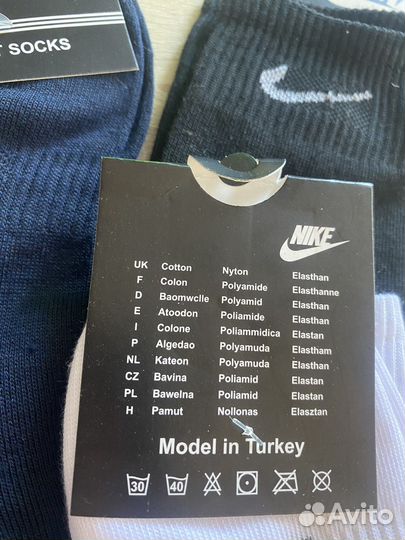 T SOCKS
NIKE
UK Cotton Nyton Elasthan
F Colon Polyamide Elasthanne
D Baomwclle Polyamid Elasthan
E Atoodon Poliamide Elasthan
I Colone Poliammidica Elastan
P Algedao Polyamuda Elastham
NL Kateon Polyamuda Elasthan
CZ Bavina Poliamid Elastan
PL Bawelna Poliamid Elastan
H Pamut Nollonas Elasztan
Model in Turkey
30 40
Avito